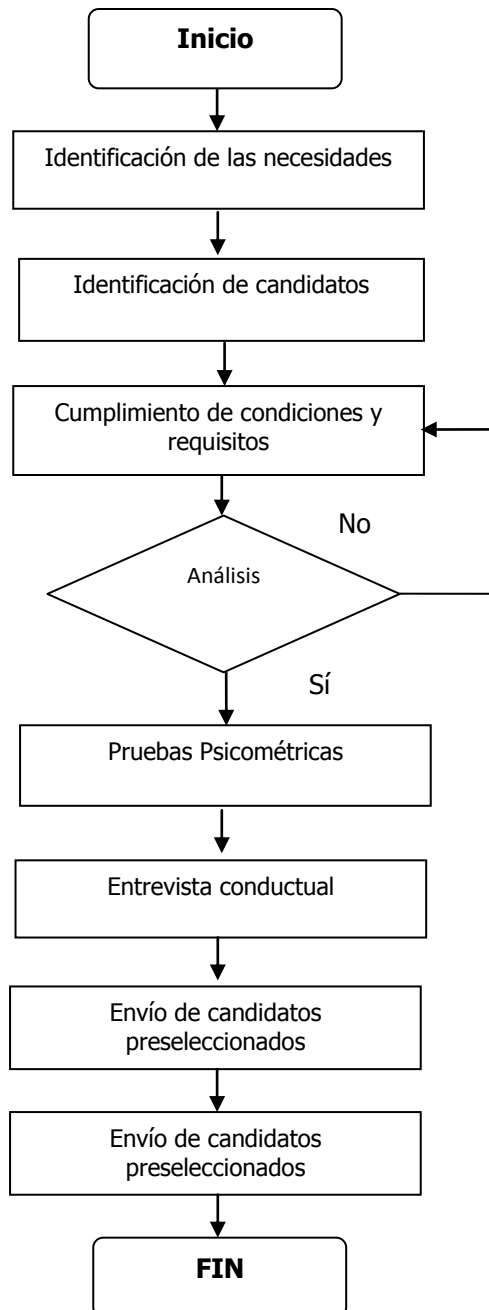 Inicio
Identificación de las necesidades
Identificación de candidatos
Cumplimiento de condiciones y
requisitos
No
Análisis
Sí
Pruebas Psicométricas
Entrevista conductual
Envío de candidatos
preseleccionados
Envío de candidatos
preseleccionados
FIN